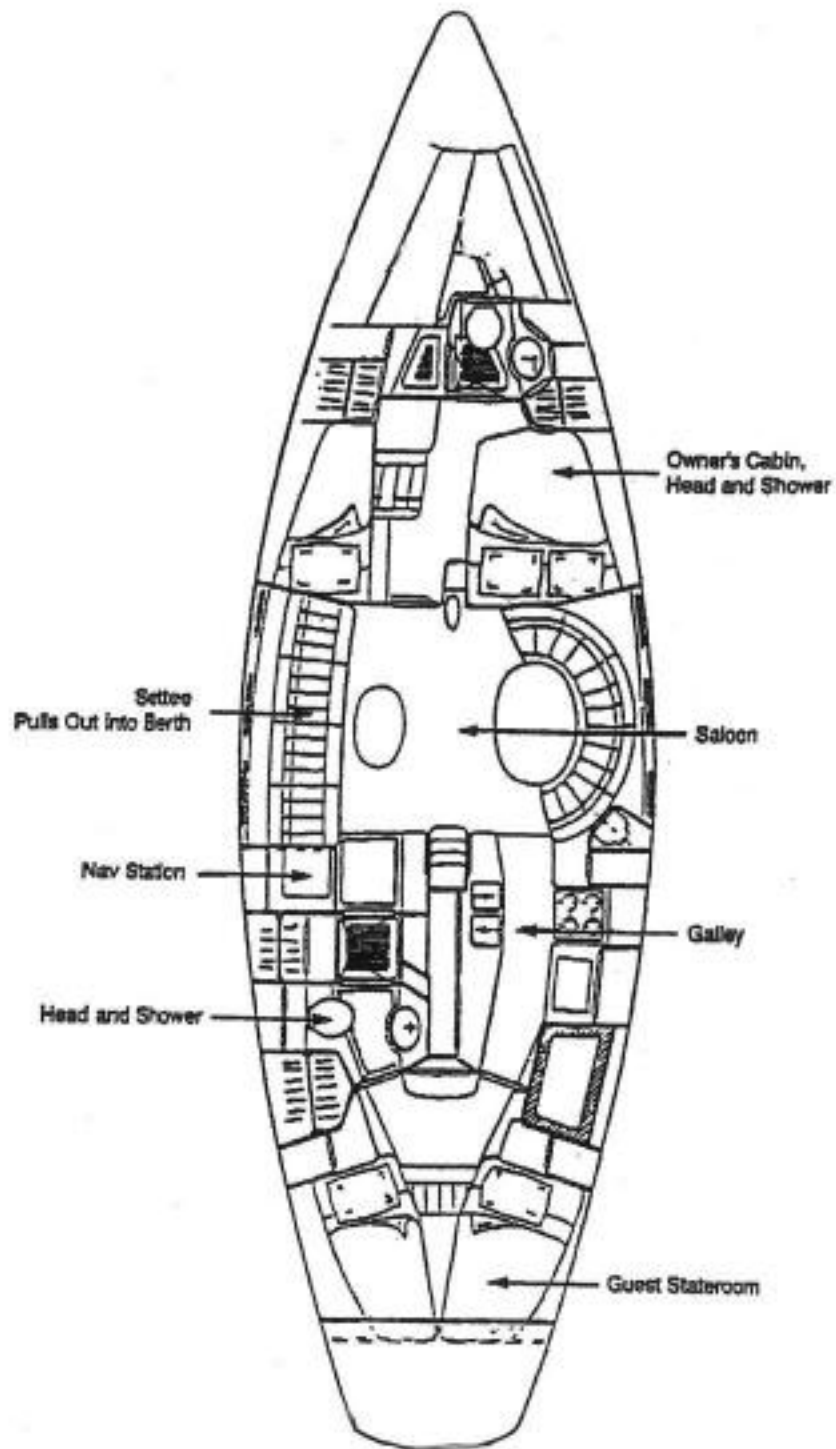 Owner's Cabin,
Head and Shower
Settee
Pulls Out into Berth
Saloon
Nav Station
Galley
Head and Shower
Guest Stateroom